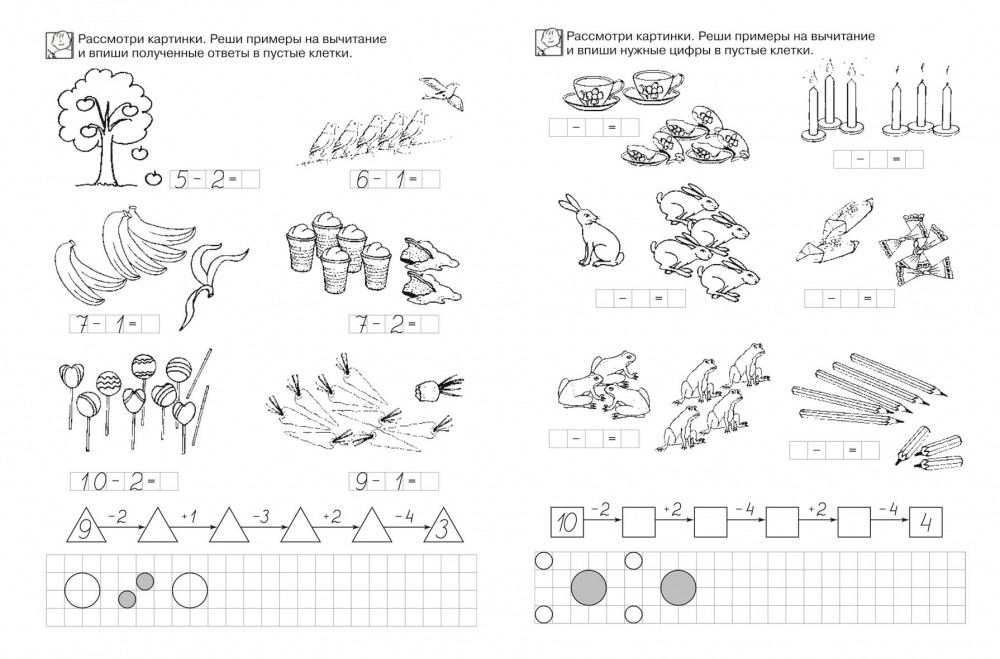 Рассмотри картинки. Реши примеры на вычитание
и впиши полученные ответы в пустые клетки.
5 - 2 =
6 - 1 =
7 - 1 =
7 - 2 =
10 - 2 =
9 - 1 =
9 -2 +1 -3 +2 -4 3
Рассмотри картинки. Реши примеры на вычитание
и впиши нужные цифры в пустые клетки.
- =
- =
- =
- =
- =
- =
10 -2 +2 -4 +2 -4 4